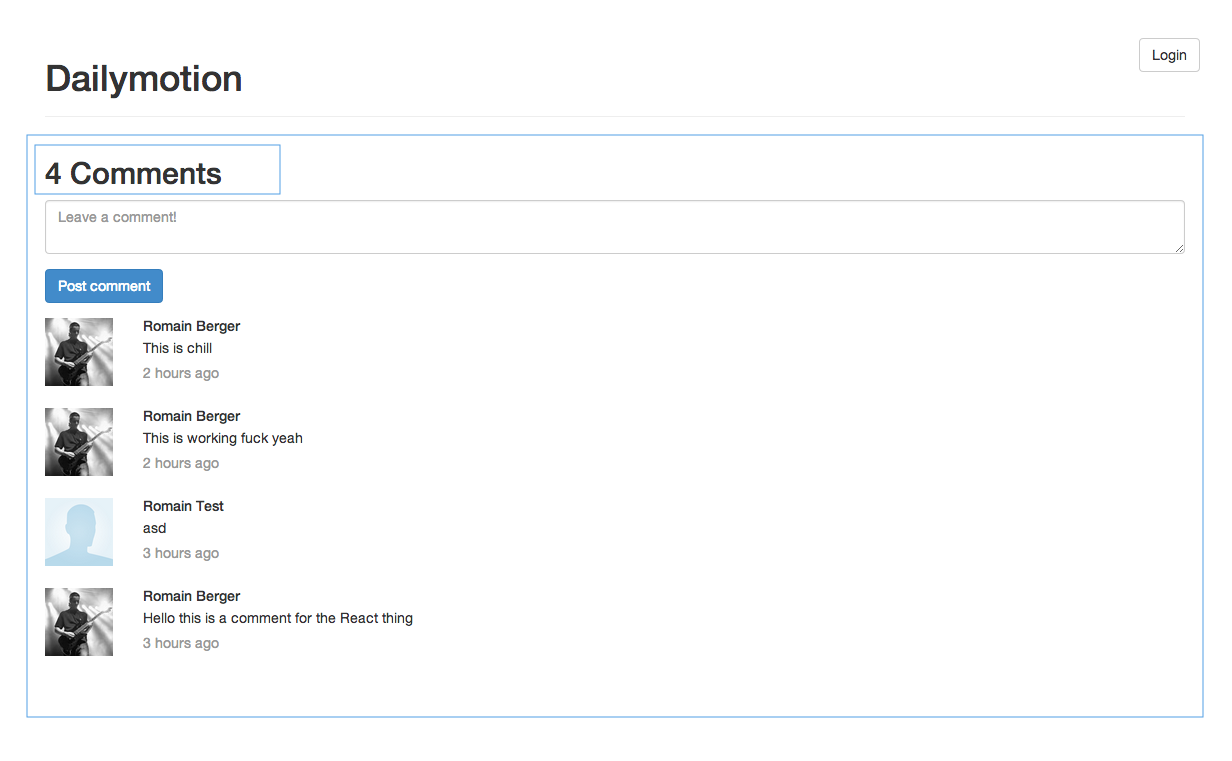 Login
Dailymotion
4 Comments
Leave a comment!
Post comment
Romain Berger
This is chill
2 hours ago
Romain Berger
This is working fuck yeah
2 hours ago
Romain Test
asd
3 hours ago
Romain Berger
Hello this is a comment for the React thing
3 hours ago